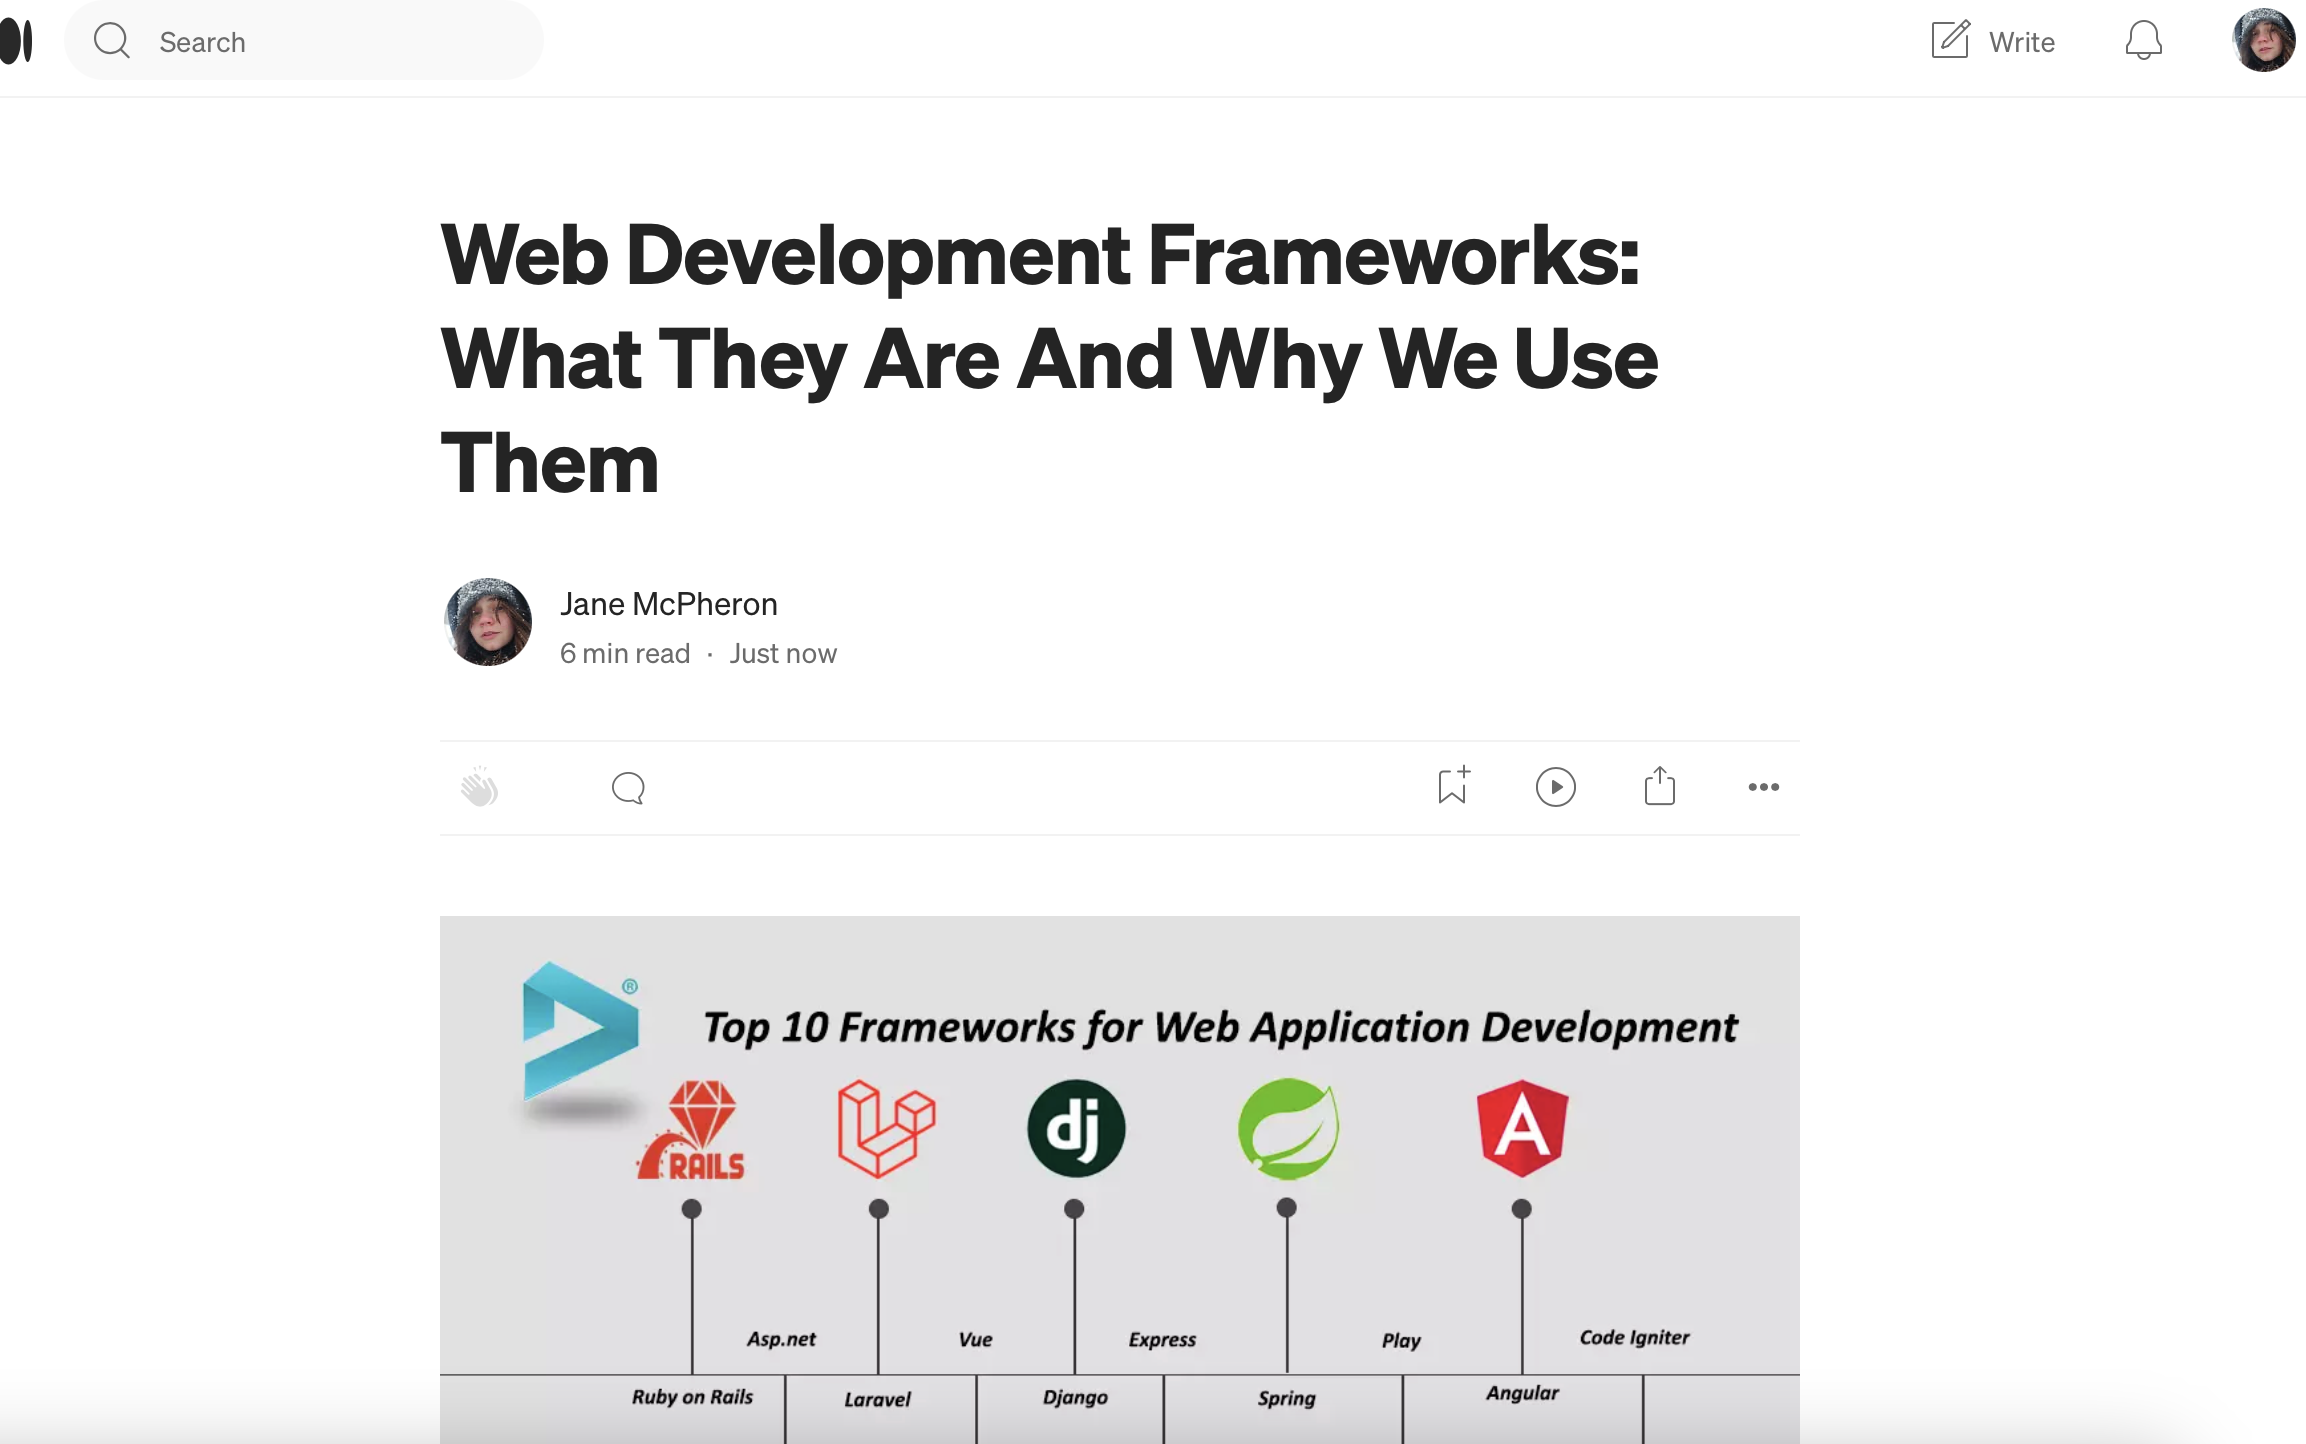 Search
Write
Web Development Frameworks:
What They Are And Why We Use
Them
Jane McPheron
6 min read · Just now
®
Top 10 Frameworks for Web Application Development
RAILS
dj
A
Asp.net
Vue
Express
Play
Code Igniter
Ruby on Rails
Laravel
Django
Spring
Angular